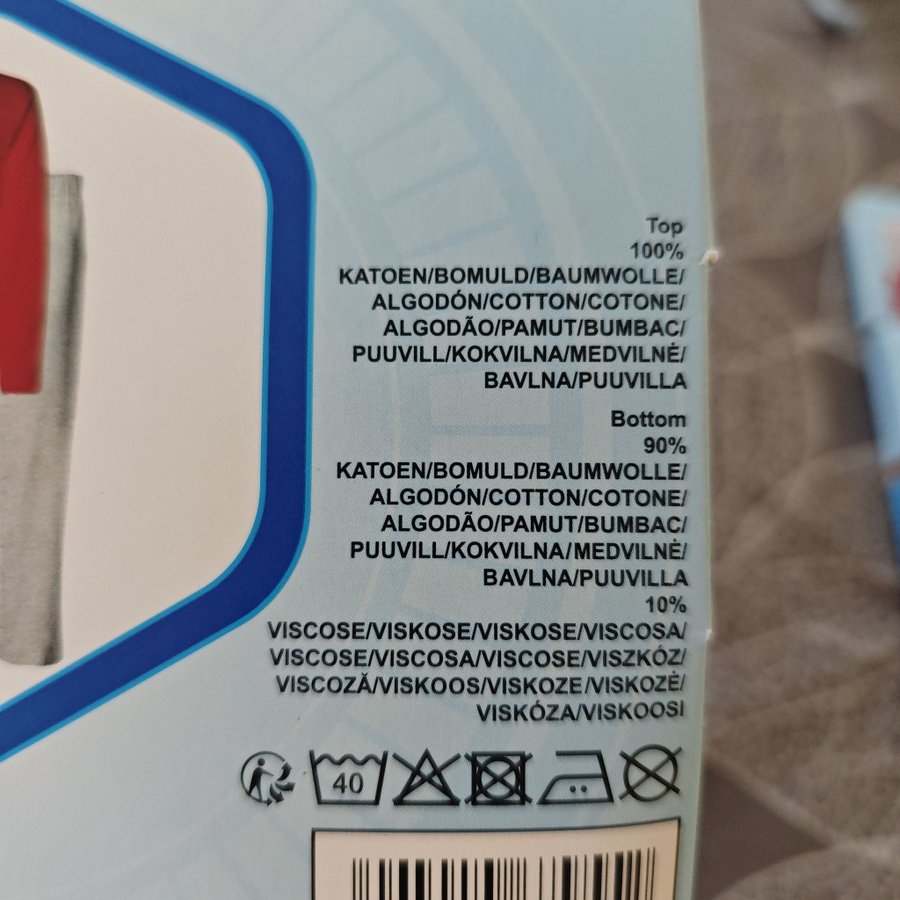 Top
100%
KATOEN/BOMULD/BAUMWOLLE/
ALGODÓN/COTTON/COTONE/
ALGODÃO/PAMUT/BUMBAC/
PUUVILL/KOKVILNA/MEDVILNĖ/
BAVLNA/PUUVILLA
Bottom
90%
KATOEN/BOMULD/BAUMWOLLE/
ALGODÓN/COTTON/COTONE/
ALGODÃO/PAMUT/BUMBAC/
PUUVILL/KOKVILNA/MEDVILNĖ/
BAVLNA/PUUVILLA
10%
VISCOSE/VISKOSE/VISKOSE/VISCOSA/
VISCOSE/VISCOSA/VISCOSE/VISZKÓZ/
VISCOZĂ/VISKOOS/VISKOZE/VISKOZĖ/
VISKÓZA/VISKOOSI
40